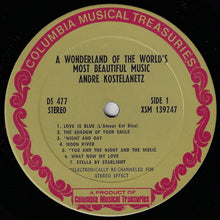 COLUMBIA MUSICAL TREASURIES
A WONDERLAND OF THE WORLD'S
MOST BEAUTIFUL MUSIC
ANDRE KOSTELANETZ
DS 477
STEREO
SIDE 1
XSM 139247
1. LOVE IS BLUE (L'Amour Est Bleu)
2. THE SHADOW OF YOUR SMILE
3. *NIGHT AND DAY
4. MOON RIVER
5. *YOU AND THE NIGHT AND THE MUSIC
6. WHAT NOW MY LOVE
7. STELLA BY STARLIGHT
*ELECTRONICALLY RE-CHANNELED FOR
STEREO EFFECT
A PRODUCT OF
Columbia Musical Treasuries